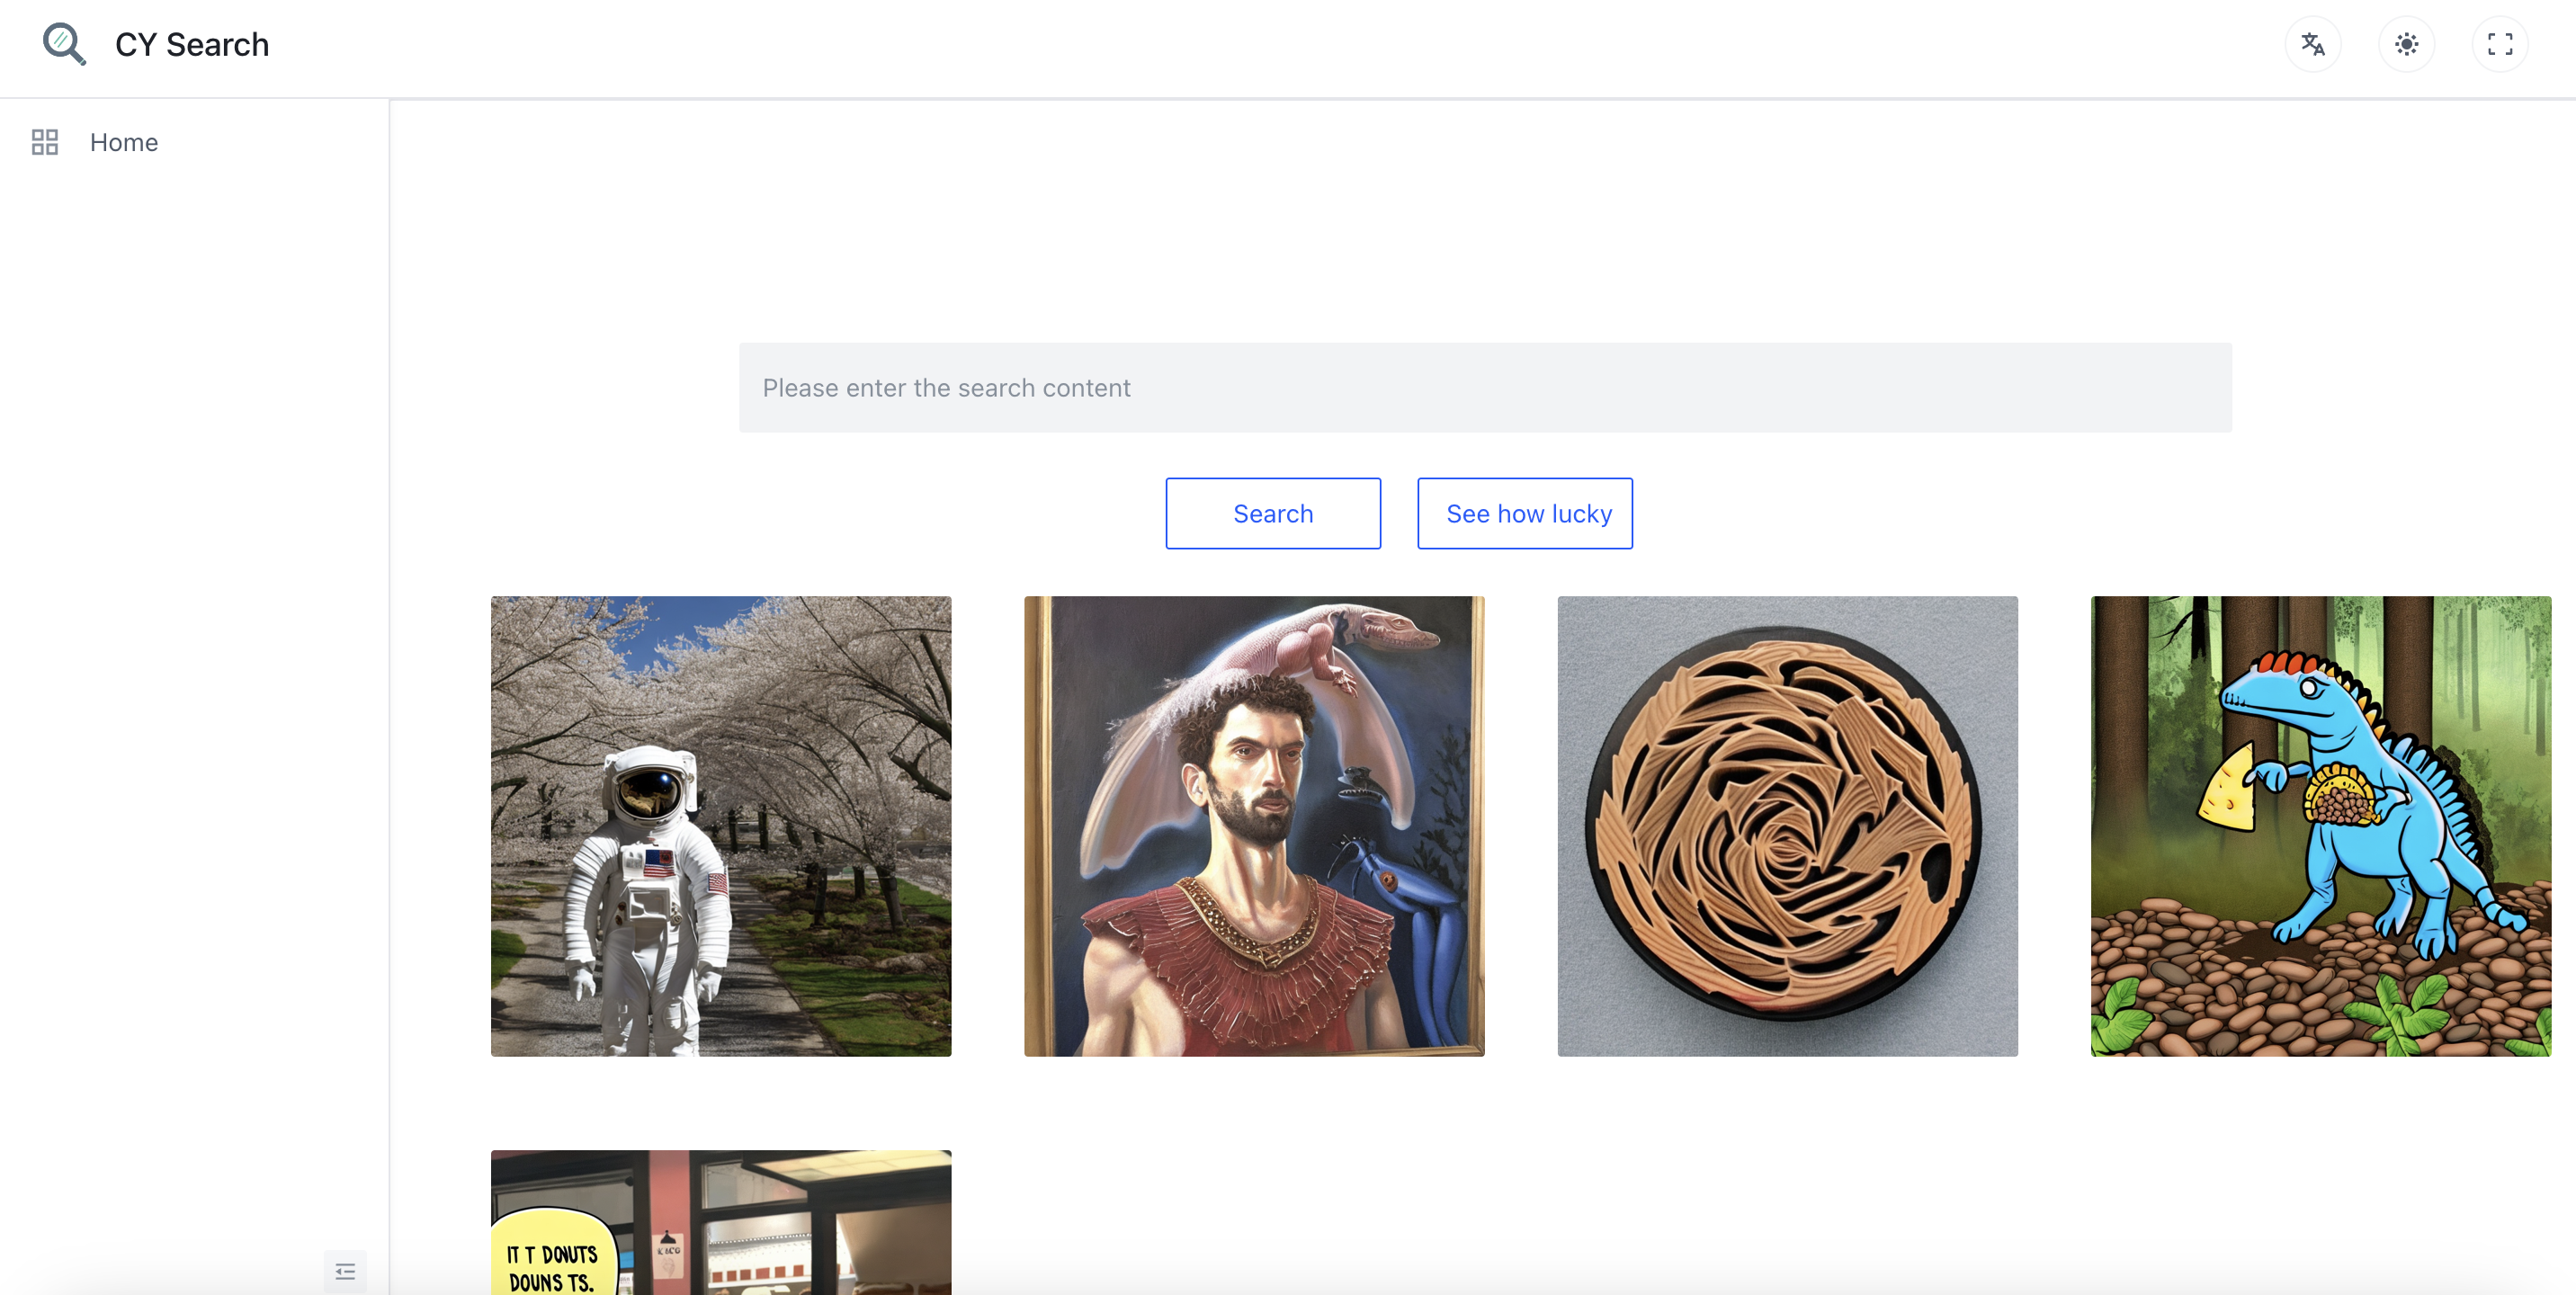 CY Search
Home
Please enter the search content
Search
See how lucky
IT T DONUTS
DOUNS TS.